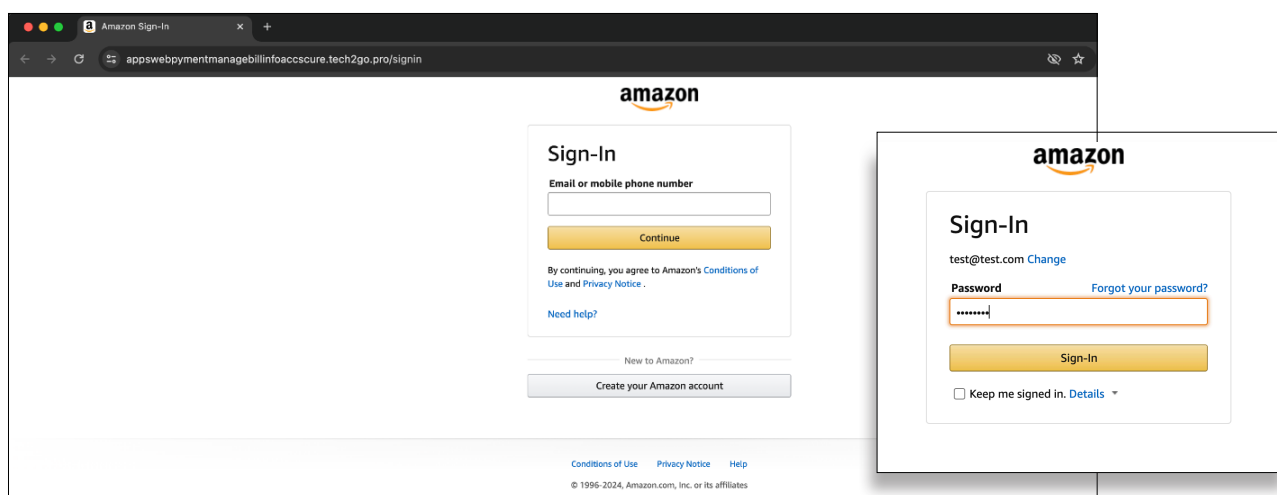 a Amazon Sign-In × +
appswebpymentmanagebillinfoaccscure.tech2go.pro/signin
amazon
Sign-In
Email or mobile phone number
Continue
By continuing, you agree to Amazon's Conditions of
Use and Privacy Notice .
Need help?
New to Amazon?
Create your Amazon account
Conditions of Use Privacy Notice Help
© 1996-2024, Amazon.com, Inc. or its affiliates
amazon
Sign-In
test@test.com Change
Password Forgot your password?
••••••••
Sign-In
Keep me signed in. Details